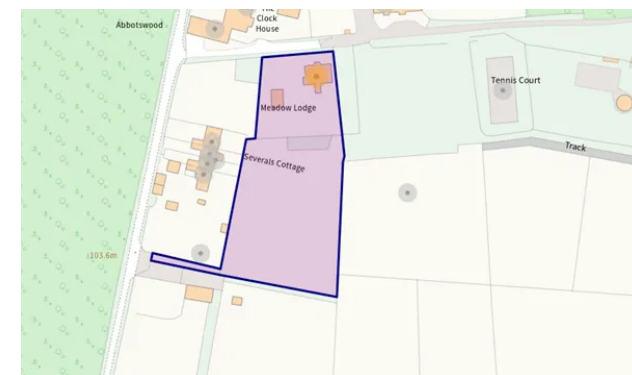 Abbotswood
The
Clock
House
Tennis Court
Meadow Lodge
Track
Severals Cottage
103.6m